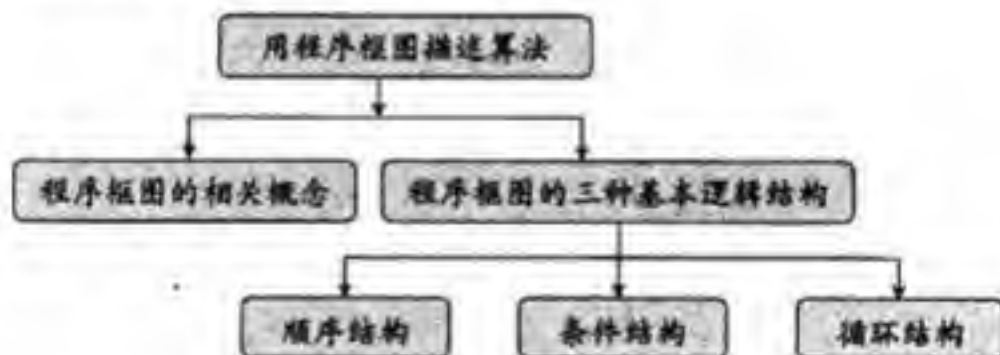 用程序框图描述算法
程序框图的相关概念
程序框图的三种基本逻辑结构
顺序结构
条件结构
循环结构